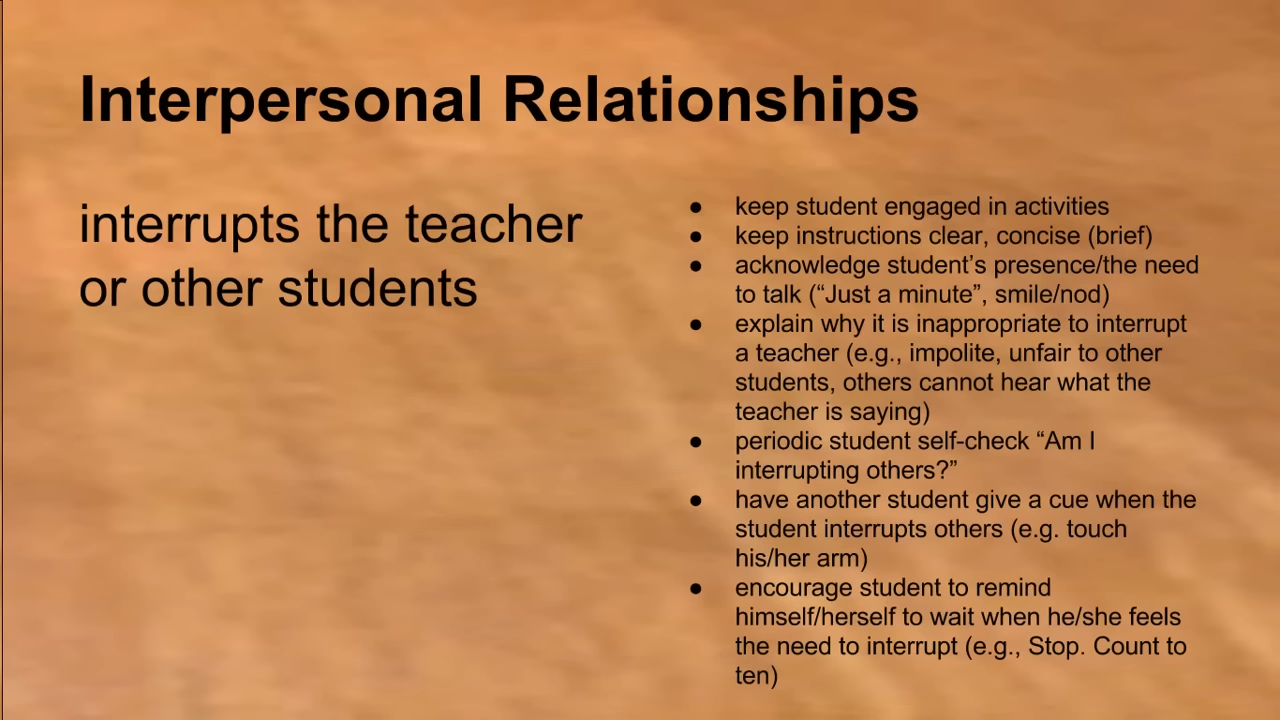 Interpersonal Relationships
interrupts the teacher
or other students
● keep student engaged in activities
● keep instructions clear, concise (brief)
● acknowledge student’s presence/the need
to talk (“Just a minute”, smile/nod)
● explain why it is inappropriate to interrupt
a teacher (e.g., impolite, unfair to other
students, others cannot hear what the
teacher is saying)
● periodic student self-check “Am I
interrupting others?”
● have another student give a cue when the
student interrupts others (e.g. touch
his/her arm)
● encourage student to remind
himself/herself to wait when he/she feels
the need to interrupt (e.g., Stop. Count to
ten)